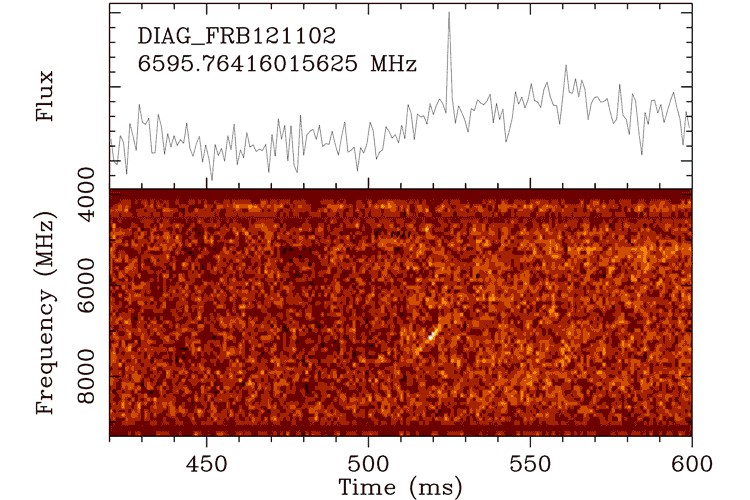 DIAG_FRB121102
6595.76416015625 MHz
Flux
Frequency (MHz)
4000
6000
8000
450
500
550
600
Time (ms)